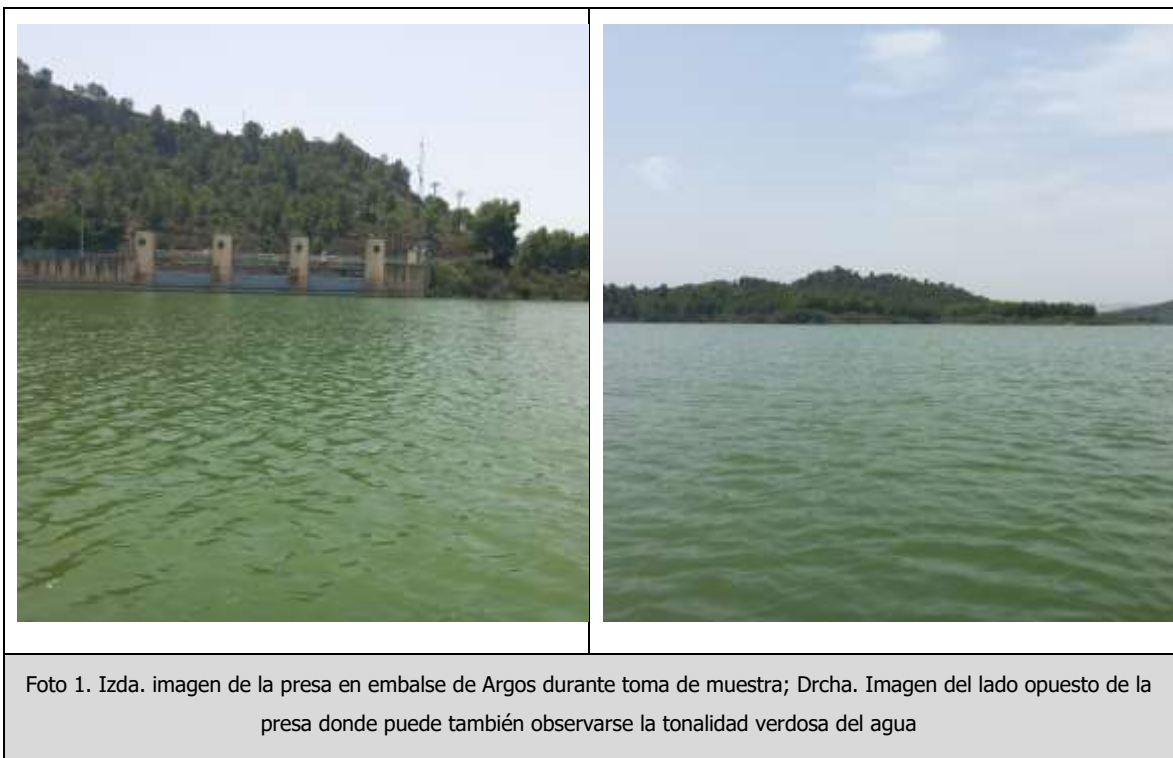 Foto 1. Izda. imagen de la presa en embalse de Argos durante toma de muestra; Drcha. Imagen del lado opuesto de la
presa donde puede también observarse la tonalidad verdosa del agua